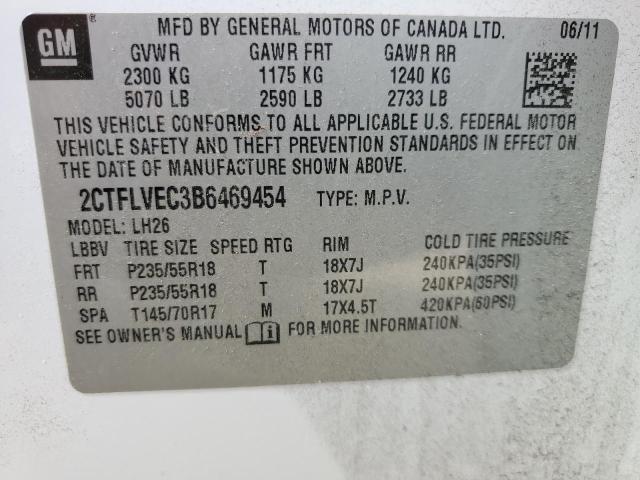 GM
MFD BY GENERAL MOTORS OF CANADA LTD. 06/11
GVWR GAWR FRT GAWR RR
2300 KG 1175 KG 1240 KG
5070 LB 2590 LB 2733 LB
THIS VEHICLE CONFORMS TO ALL APPLICABLE U.S. FEDERAL MOTOR
VEHICLE SAFETY AND THEFT PREVENTION STANDARDS IN EFFECT ON
THE DATE OF MANUFACTURE SHOWN ABOVE.
2CTFLVEC3B6469454 TYPE: M.P.V.
MODEL: LH26
LBBV TIRE SIZE SPEED RTG RIM COLD TIRE PRESSURE
FRT P235/55R18 T 18X7J 240KPA(35PSI)
RR P235/55R18 T 18X7J 240KPA(35PSI)
SPA T145/70R17 M 17X4.5T 420KPA(60PSI)
SEE OWNER'S MANUAL FOR MORE INFORMATION.